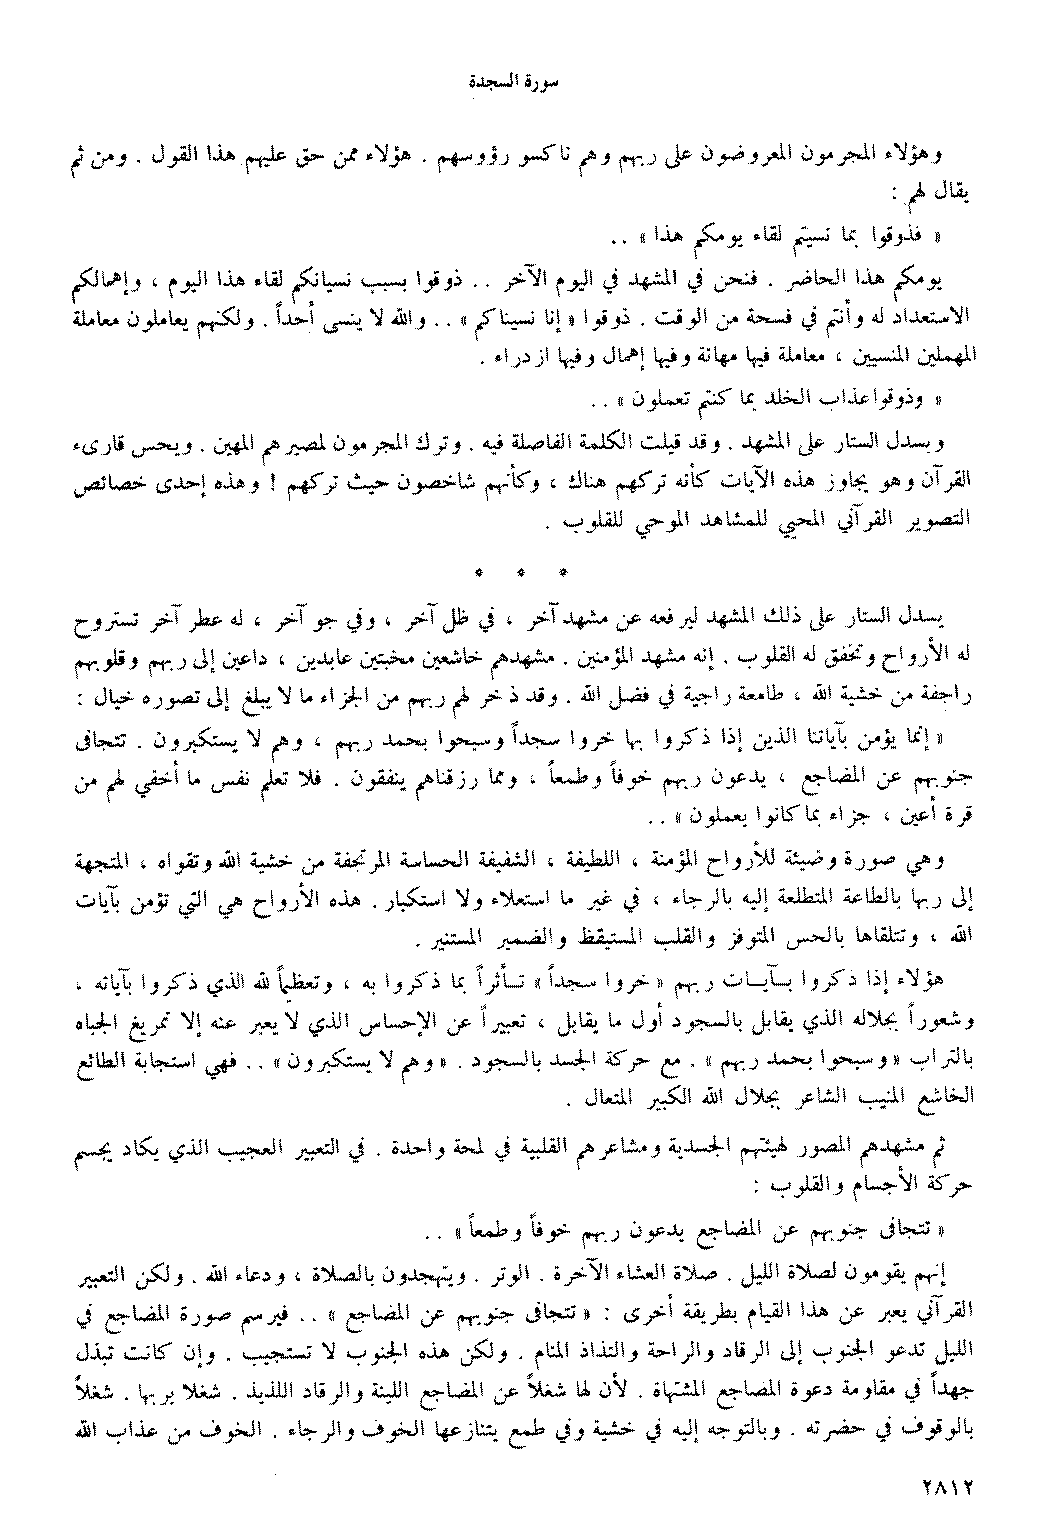 سورة السجدة
وهؤلاء المجرمون المعروضون على ربهم وهم ناكسو رؤوسهم . هؤلاء ممن حق عليهم هذا القول . ومن ثم
يقال لهم :
« فذوقوا بما نسيتم لقاء يومكم هذا » ..
يومكم هذا الحاضر . فنحن في المشهد في اليوم الآخر .. ذوقوا بسبب نسيانكم لقاء هذا اليوم ، وإهمالكم
الاستعداد له وأنتم في فسحة من الوقت . ذوقوا « إنا نسيناكم » .. والله لا ينسى أحداً . ولكنهم يعاملون معاملة
المهملين المنسيين ، معاملة فيها مهانة وفيها إهمال وفيها ازدراء .
« وذوقوا عذاب الخلد بما كنتم تعملون » ..
ويسدل الستار على المشهد . وقد قيلت الكلمة الفاصلة فيه . وترك المجرمون لمصيرهم المهين . ويحس قارىء
القرآن وهو يجاوز هذه الآيات كأنه تركهم هناك ، وكأنهم شاخصون حيث تركهم ! وهذه إحدى خصائص
التصوير القرآني المحيي للمشاهد الموحي للقلوب .
* * *
يسدل الستار على ذلك المشهد ليرفعه عن مشهد آخر ، في ظل آخر ، وفي جو آخر ، له عطر آخر تستروح
له الأرواح وتخفق له القلوب . إنه مشهد المؤمنين . مشهدهم خاشعين مخبتين عابدين ، داعين إلى ربهم وقلوبهم
راجفة من خشية الله ، طامعة راجية في فضل الله . وقد ذخر لهم ربهم من الجزاء ما لا يبلغ إلى تصوره خيال :
« إنما يؤمن بآياتنا الذين إذا ذكروا بها خروا سجداً وسبحوا بحمد ربهم ، وهم لا يستكبرون . تتجافى
جنوبهم عن المضاجع ، يدعون ربهم خوفاً وطمعاً ، ومما رزقناهم ينفقون . فلا تعلم نفس ما أخفي لهم من
قرة أعين ، جزاء بما كانوا يعملون » ..
وهي صورة وضيئة للأرواح المؤمنة ، اللطيفة ، الشفيفة الحساسة المرتجفة من خشية الله وتقواه ، المتجهة
إلى ربها بالطاعة المتطلعة إليه بالرجاء ، في غير ما استعلاء ولا استكبار . هذه الأرواح هي التي تؤمن بآيات
الله ، وتتلقاها بالحس المتوفز والقلب المستيقظ والضمير المستنير .
هؤلاء إذا ذكروا بآيات ربهم « خروا سجداً » تأثراً بما ذكروا به ، وتعظيماً لله الذي ذكروا بآياته ،
وشعوراً بجلاله الذي يقابل بالسجود أول ما يقابل ، تعبيراً عن الإحساس الذي لا يعبر عنه إلا تمريغ الجباه
بالتراب « وسبحوا بحمد ربهم » . مع حركة الجسد بالسجود . « وهم لا يستكبرون » .. فهي استجابة الطائع
الخاشع المنيب الشاعر بجلال الله الكبير المتعال .
ثم مشهدهم المصور لهيئتهم الجسدية ومشاعرهم القلبية في لمحة واحدة . في التعبير العجيب الذي يكاد يجسم
حركة الأجسام والقلوب :
« تتجافى جنوبهم عن المضاجع يدعون ربهم خوفاً وطمعاً » ..
إنهم يقومون لصلاة الليل . صلاة العشاء الآخرة . الوتر . ويتهجدون بالصلاة ، ودعاء الله . ولكن التعبير
القرآني يعبر عن هذا القيام بطريقة أخرى : « تتجافى جنوبهم عن المضاجع » .. فيرسم صورة المضاجع في
الليل تدعو الجنوب إلى الرقاد والراحة والتذاذ المنام . ولكن هذه الجنوب لا تستجيب . وإن كانت تبذل
جهداً في مقاومة دعوة المضاجع المشتهاة . لأن لها شغلاً عن المضاجع اللينة والرقاد اللذيذ . شغلا بربها . شغلاً
بالوقوف في حضرته . وبالتوجه إليه في خشية وفي طمع يتنازعها الخوف والرجاء . الخوف من عذاب الله
٢٨١٢